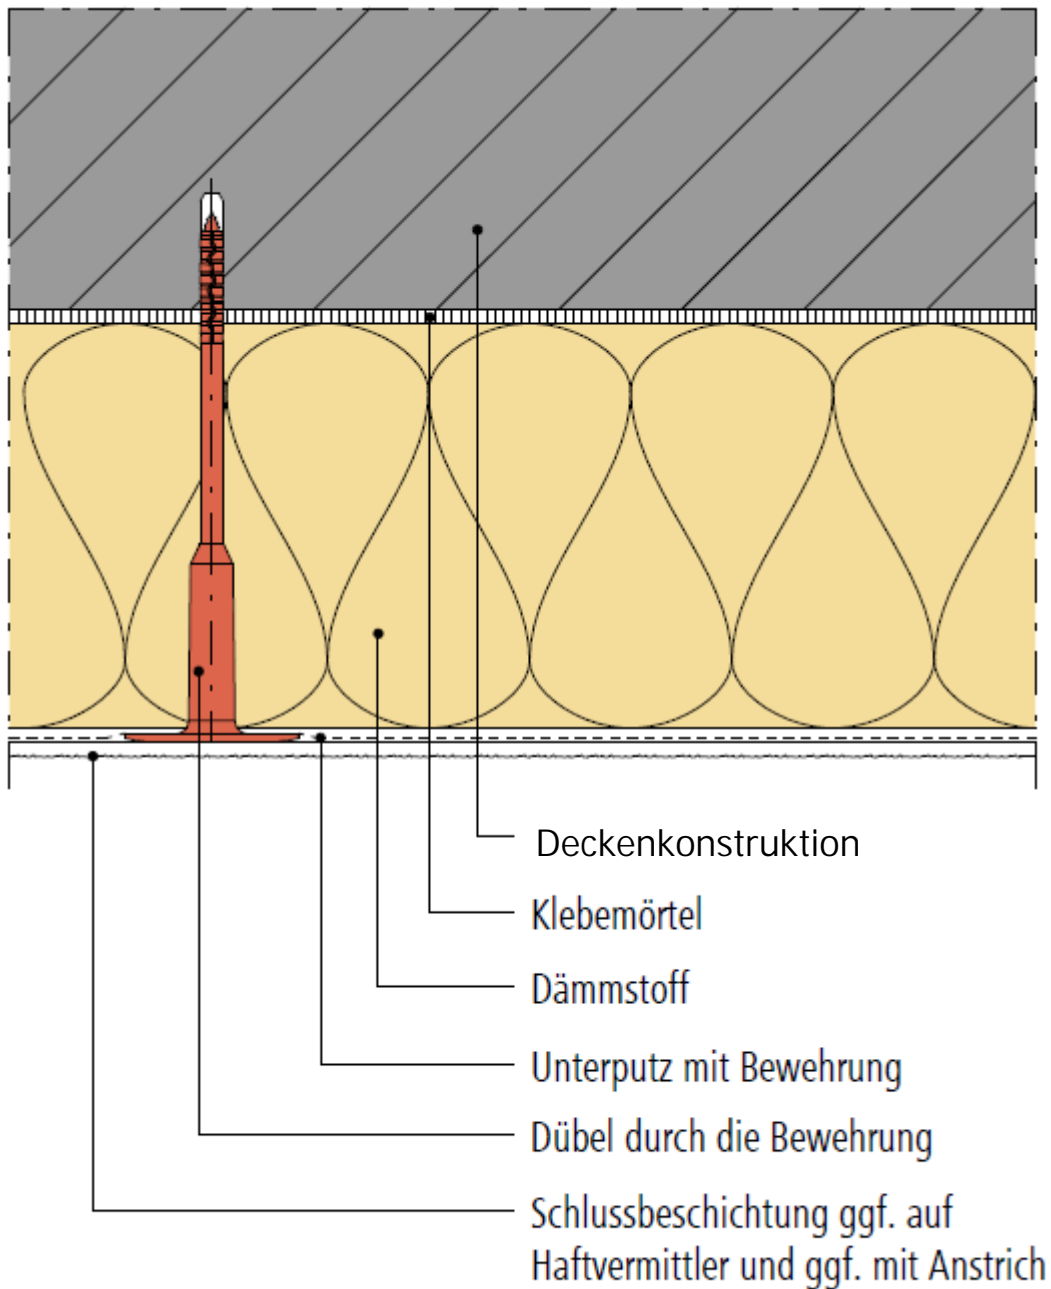 Deckenkonstruktion
Klebemörtel
Dämmstoff
Unterputz mit Bewehrung
Dübel durch die Bewehrung
Schlussbeschichtung ggf. auf
Haftvermittler und ggf. mit Anstrich